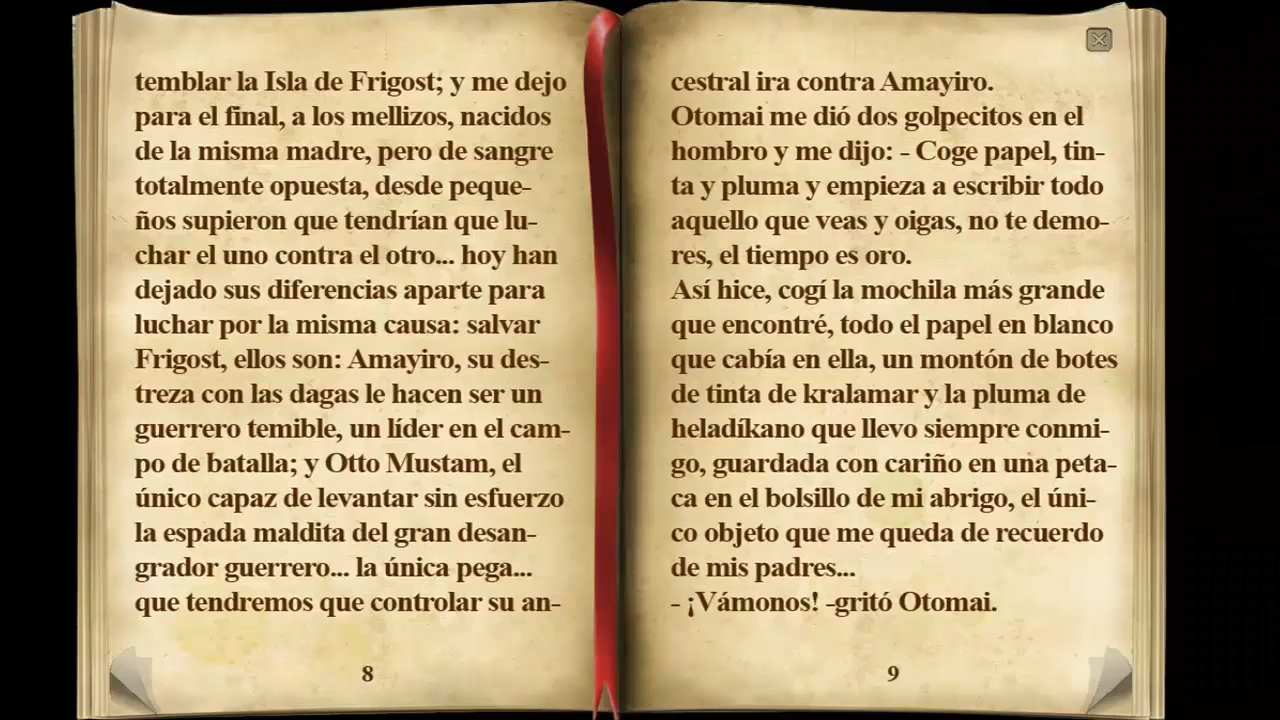 temblar la Isla de Frigost; y me dejo
para el final, a los mellizos, nacidos
de la misma madre, pero de sangre
totalmente opuesta, desde peque-
ños supieron que tendrían que lu-
char el uno contra el otro... hoy han
dejado sus diferencias aparte para
luchar por la misma causa: salvar
Frigost, ellos son: Amayiro, su des-
treza con las dagas le hacen ser un
guerrero temible, un líder en el cam-
po de batalla; y Otto Mustam, el
único capaz de levantar sin esfuerzo
la espada maldita del gran desan-
grador guerrero... la única pega...
que tendremos que controlar su an-
8
cestral ira contra Amayiro.
Otomai me dió dos golpecitos en el
hombro y me dijo: - Coge papel, tin-
ta y pluma y empieza a escribir todo
aquello que veas y oigas, no te demo-
res, el tiempo es oro.
Así hice, cogí la mochila más grande
que encontré, todo el papel en blanco
que cabía en ella, un montón de botes
de tinta de kralamar y la pluma de
heladíkano que llevo siempre conmi-
go, guardada con cariño en una peta-
ca en el bolsillo de mi abrigo, el úni-
co objeto que me queda de recuerdo
de mis padres...
- ¡Vámonos! -gritó Otomai.
9